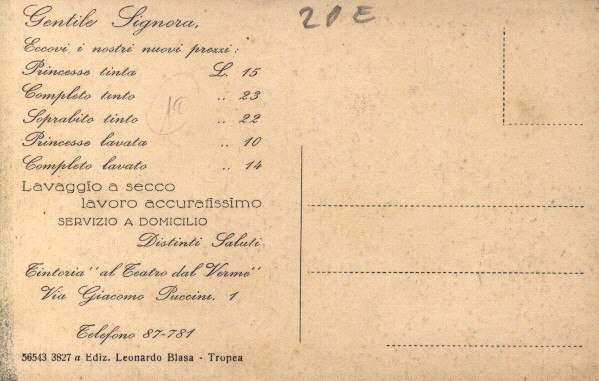 Gentile Signora,
20 E
Eccovi i nostri nuovi prezzi:
Princesse tinta L. 15
Completo tinto .. 23
Soprabito tinto .. 22
Princesse lavata .. 10
Completo lavato .. 14
Lavaggio a secco
lavoro accuratissimo
SERVIZIO A DOMICILIO
Distinti Saluti
Tintoria "al Teatro dal Verme"
Via Giacomo Puccini, 1
Telefono 87-781
56543 3827 a Ediz. Leonardo Blasa - Tropea